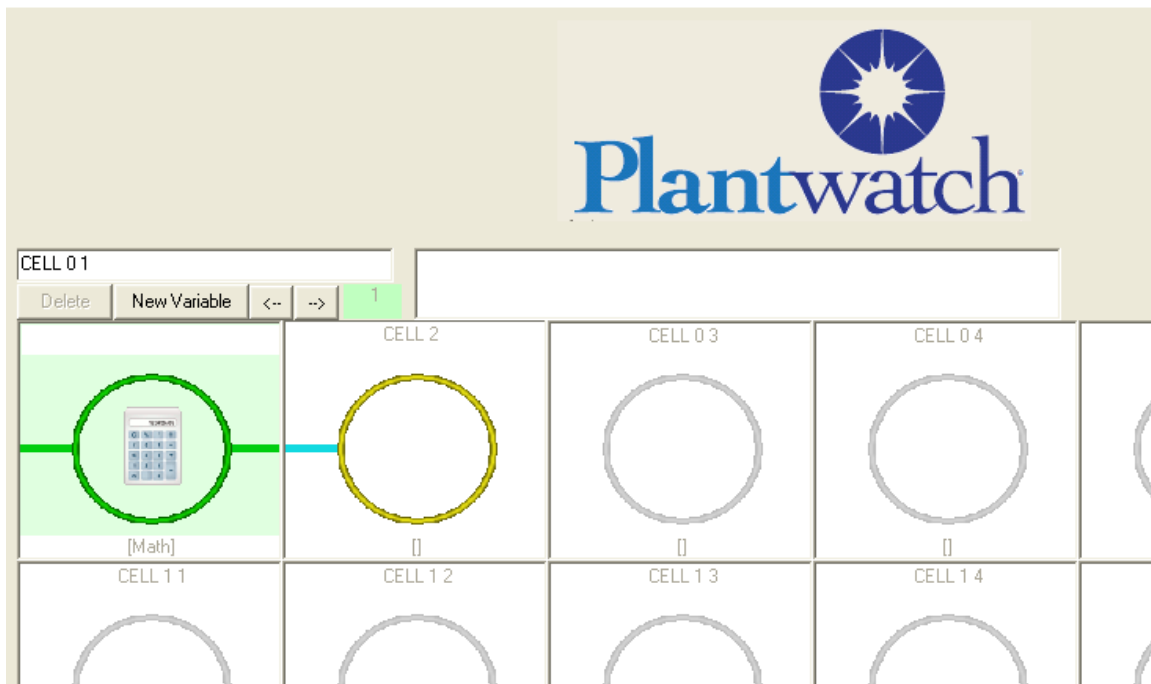 Plantwatch
CELL 0 1
Delete New Variable <-- --> 1
CELL 2 CELL 0 3 CELL 0 4
[Math] [] [] []
CELL 1 1 CELL 1 2 CELL 1 3 CELL 1 4